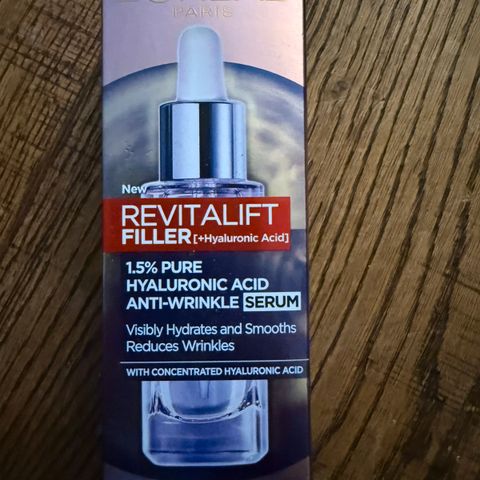 PARIS
New
REVITALIFT
FILLER [+Hyaluronic Acid]
1.5% PURE
HYALURONIC ACID
ANTI-WRINKLE SERUM
Visibly Hydrates and Smooths
Reduces Wrinkles
WITH CONCENTRATED HYALURONIC ACID